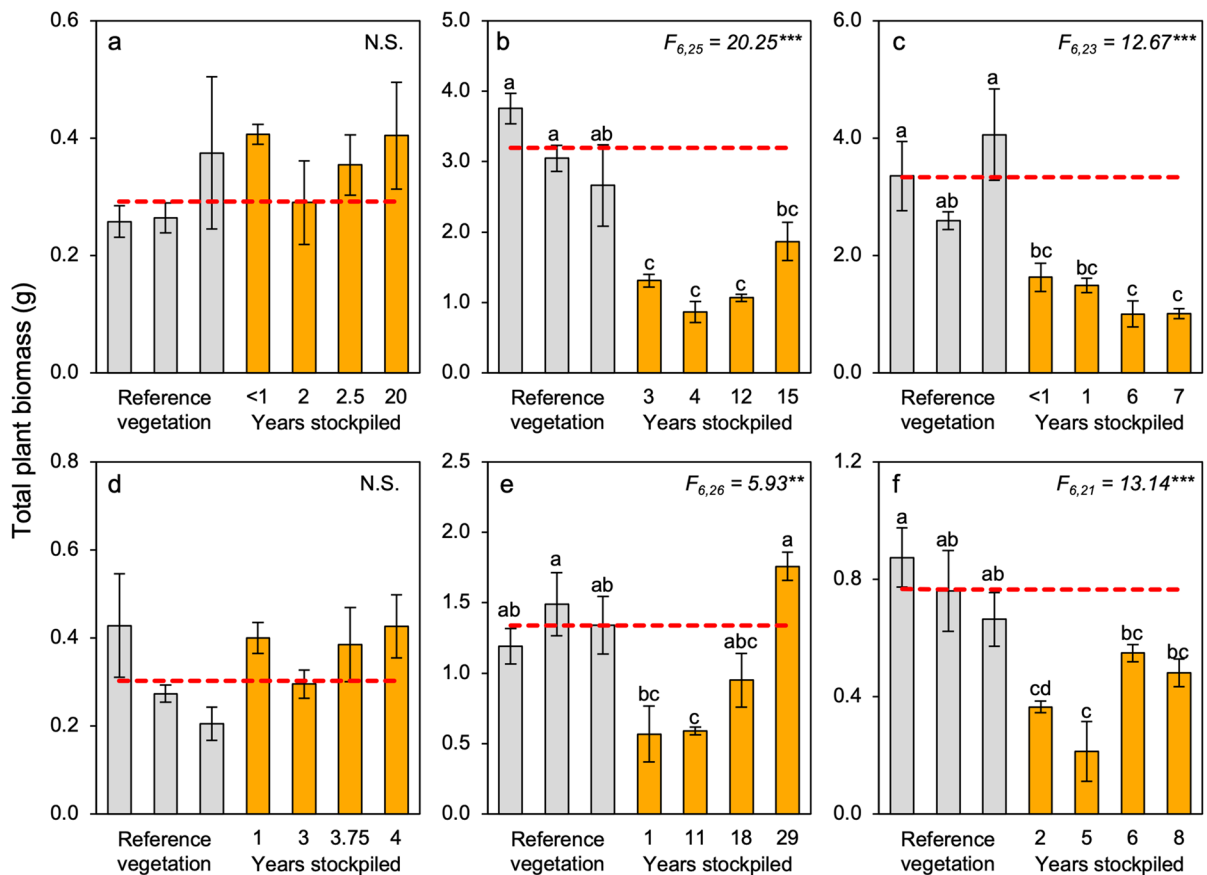 Total plant biomass (g)
a
N.S.
0.6
0.4
0.2
0.0
Reference
vegetation
<1 2 2.5 20
Years stockpiled
b
F6,25 = 20.25***
5.0
4.0
3.0
2.0
1.0
0.0
a a ab c c c bc
Reference
vegetation
3 4 12 15
Years stockpiled
c
F6,23 = 12.67***
6.0
4.0
2.0
0.0
a ab a bc bc c c
Reference
vegetation
<1 1 6 7
Years stockpiled
d
N.S.
0.8
0.6
0.4
0.2
0.0
Reference
vegetation
1 3 3.75 4
Years stockpiled
e
F6,26 = 5.93**
2.5
2.0
1.5
1.0
0.5
0.0
ab a ab bc c abc a
Reference
vegetation
1 11 18 29
Years stockpiled
f
F6,21 = 13.14***
1.2
0.8
0.4
0.0
a ab ab cd c bc bc
Reference
vegetation
2 5 6 8
Years stockpiled